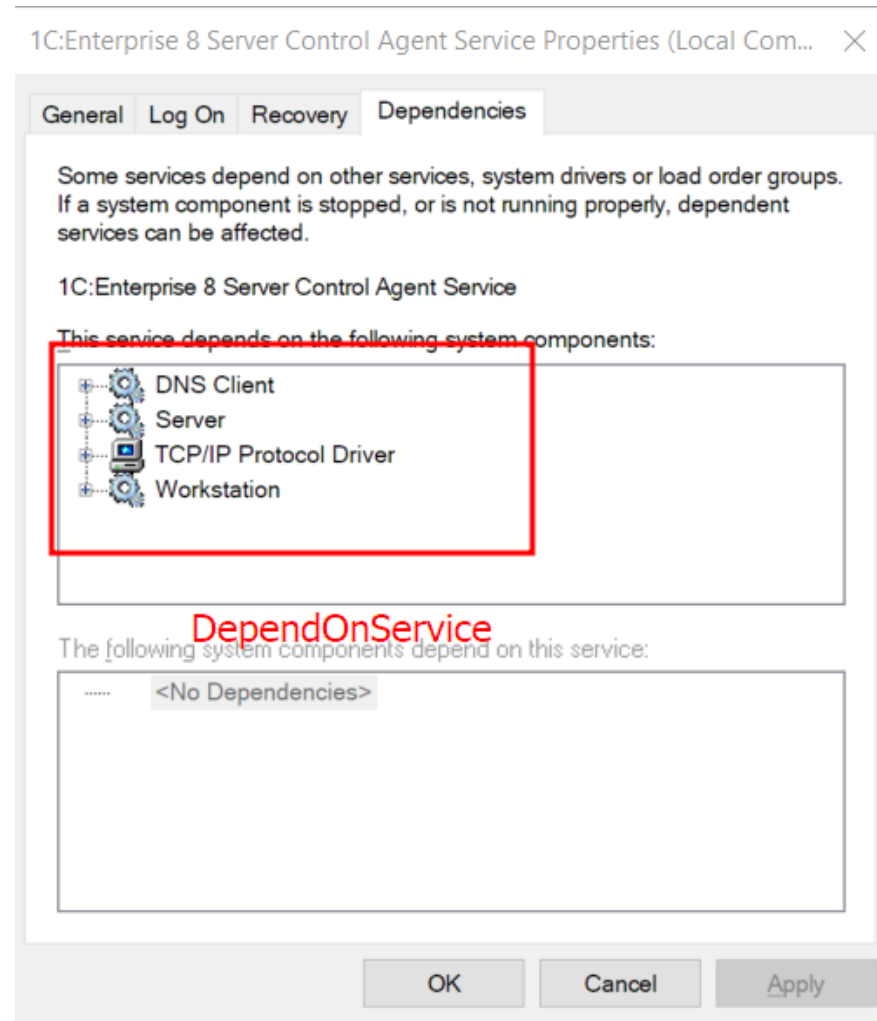 1C:Enterprise 8 Server Control Agent Service Properties (Local Com...
General Log On Recovery Dependencies
Some services depend on other services, system drivers or load order groups.
If a system component is stopped, or is not running properly, dependent
services can be affected.
1C:Enterprise 8 Server Control Agent Service
This service depends on the following system components:
DNS Client
Server
TCP/IP Protocol Driver
Workstation
DependOnService
The following system components depend on this service:
<No Dependencies>
OK Cancel Apply